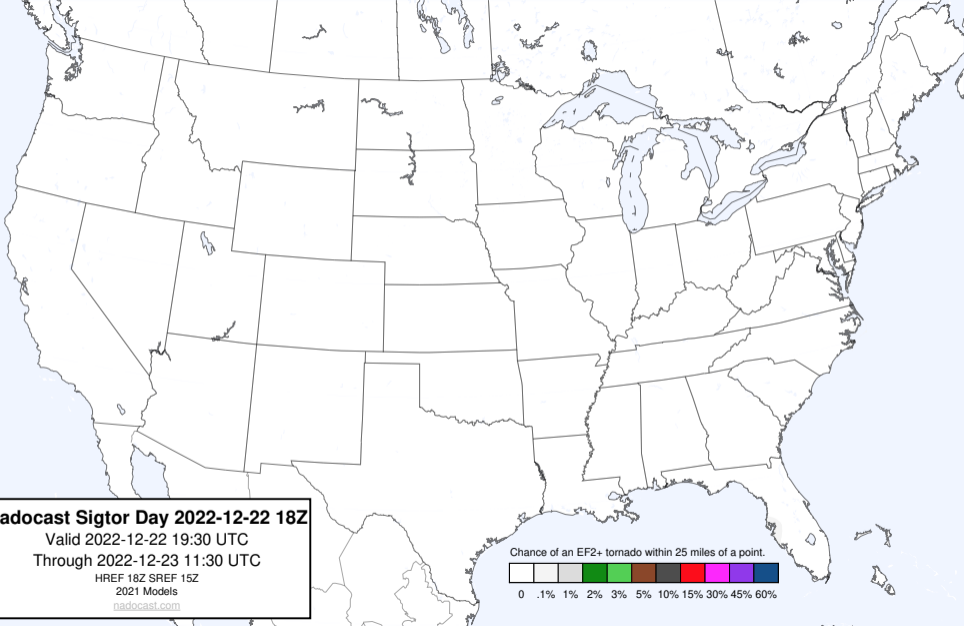 adocast Sigtor Day 2022-12-22 18Z
Valid 2022-12-22 19:30 UTC
Through 2022-12-23 11:30 UTC
HREF 18Z SREF 15Z
2021 Models
nadocast.com
Chance of an EF2+ tornado within 25 miles of a point.
0 .1% 1% 2% 3% 5% 10% 15% 30% 45% 60%